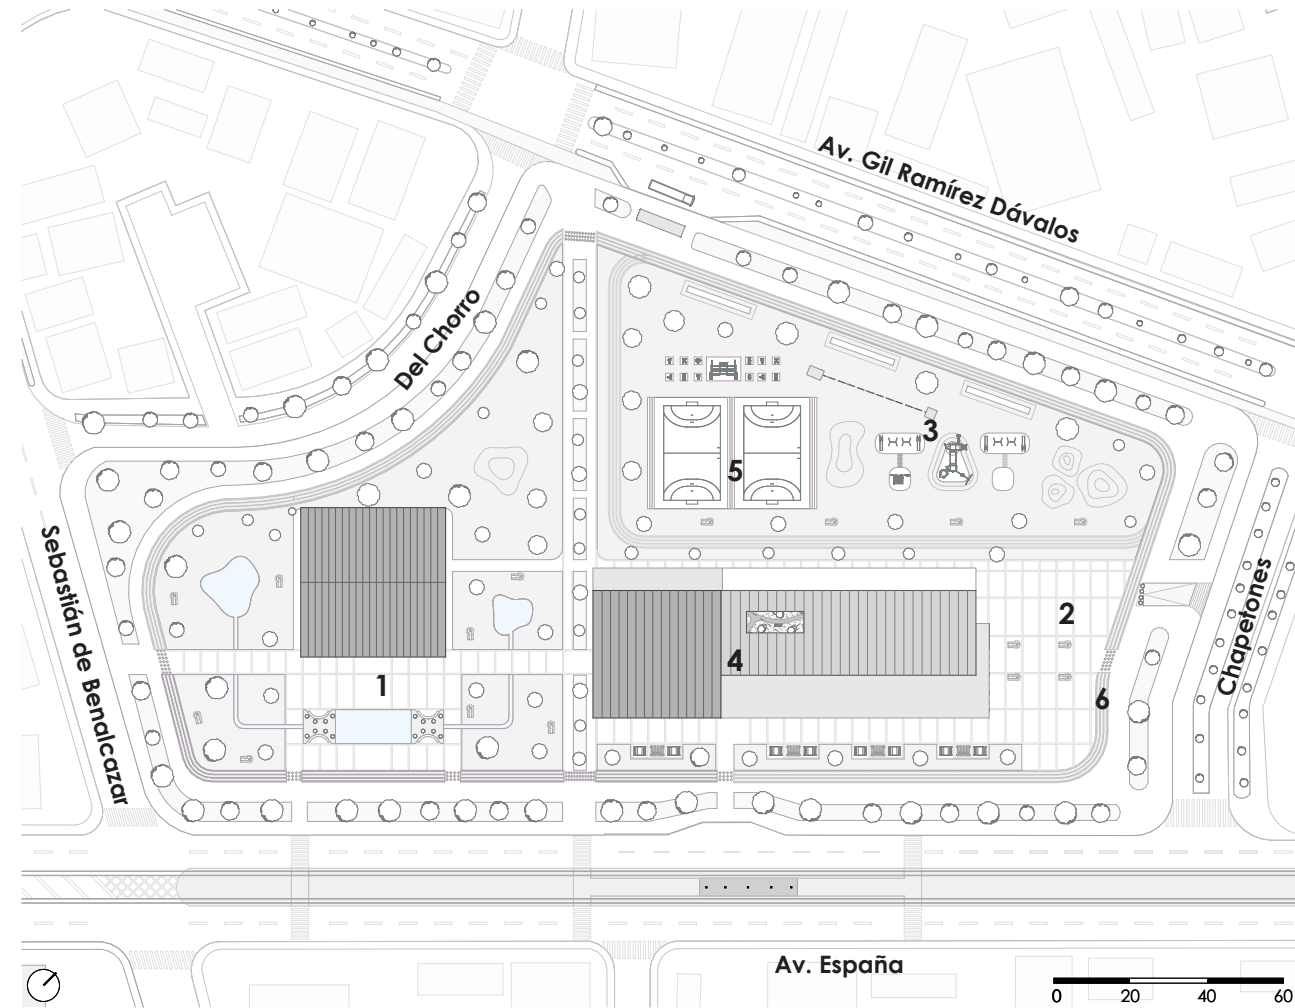 Av. Gil Ramírez Dávalos
Del Chorro
3
5
Sebastián de Benalcazar
Chapetones
2
4
1
6
Av. España
0 20 40 60